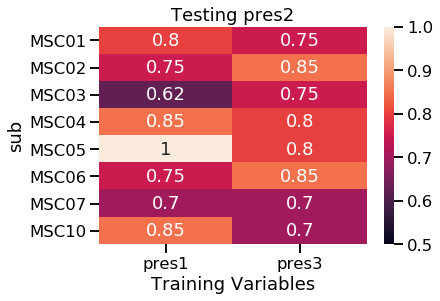 Testing pres2
sub
MSC01 0.8 0.75
MSC02 0.75 0.85
MSC03 0.62 0.75
MSC04 0.85 0.8
MSC05 1 0.8
MSC06 0.75 0.85
MSC07 0.7 0.7
MSC10 0.85 0.7
pres1 pres3
Training Variables
1.0
0.9
0.8
0.7
0.6
0.5